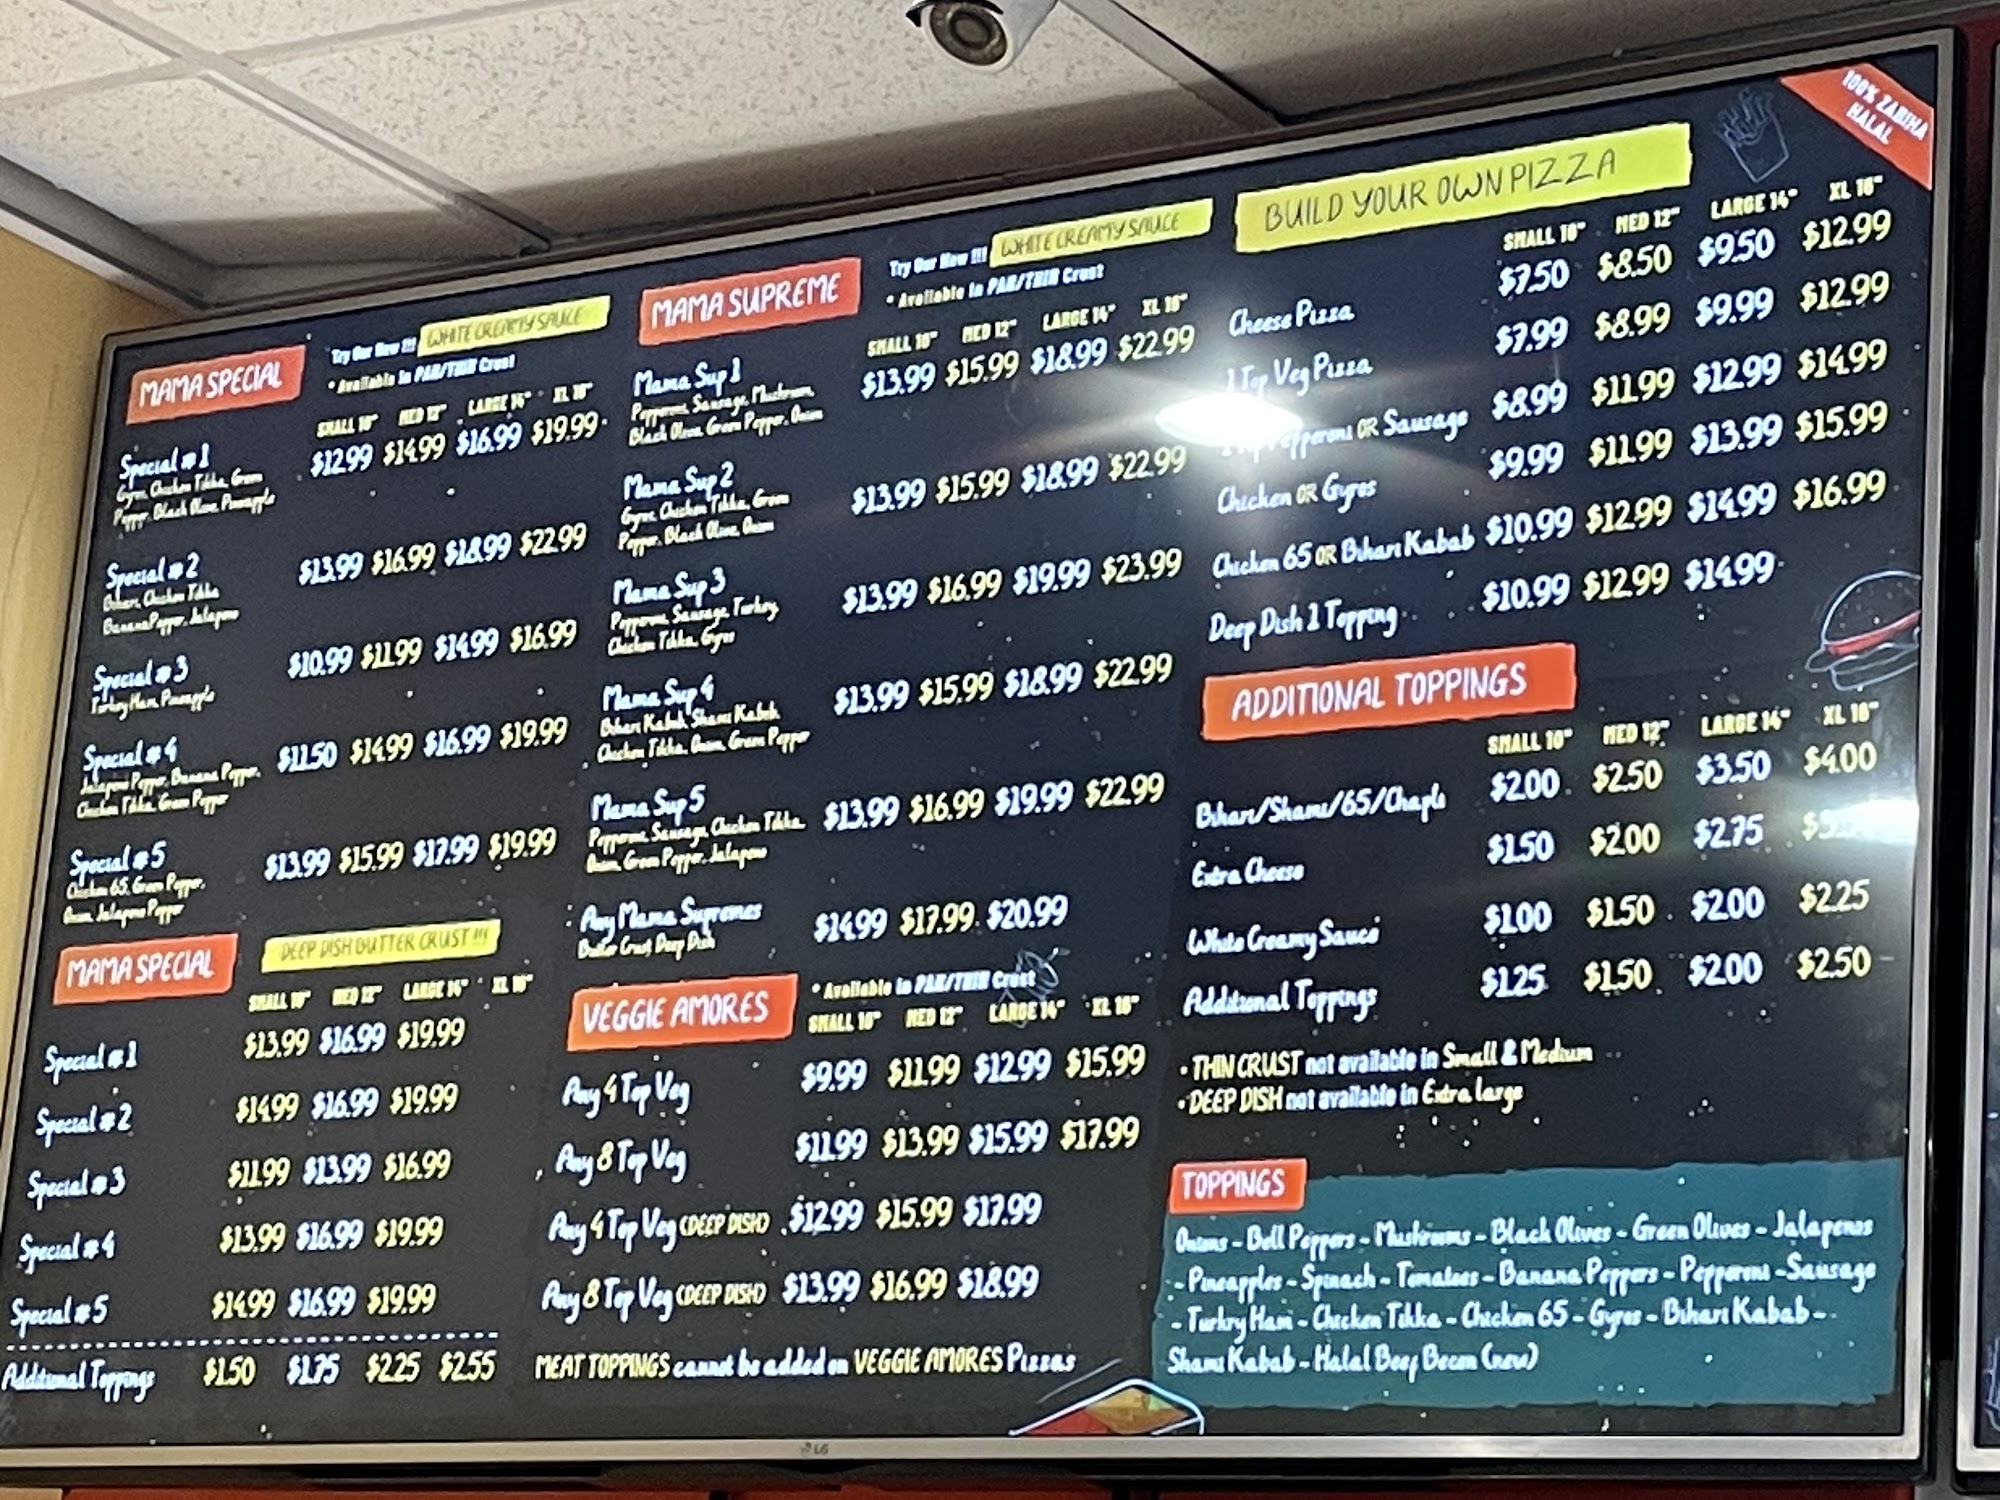 100% ZABIHA
HALAL
MAMA SPECIAL
Try Our New !!! WHITE CREAMY SAUCE
* Available in PAN/THIN Crust
SMALL 10" MED 12" LARGE 14" XL 16"
Special #1 $12.99 $14.99 $16.99 $19.99
Gyros, Chicken Tikka, Green
Pepper, Black Olive, Pineapple
Special #2 $13.99 $16.99 $18.99 $22.99
Bihari, Chicken Tikka
Banana Pepper, Jalapeno
Special #3 $10.99 $11.99 $14.99 $16.99
Turkey Ham, Pineapple
Special #4 $11.50 $14.99 $16.99 $19.99
Jalapeno Pepper, Banana Pepper,
Chicken Tikka, Green Pepper
Special #5 $13.99 $15.99 $17.99 $19.99
Chicken 65, Green Pepper,
Onion, Jalapeno Pepper
MAMA SPECIAL DEEP DISH BUTTER CRUST !!!
SMALL 10" MED 12" LARGE 14" XL 16"
Special #1 $13.99 $16.99 $19.99
Special #2 $14.99 $16.99 $19.99
Special #3 $11.99 $13.99 $16.99
Special #4 $13.99 $16.99 $19.99
Special #5 $14.99 $16.99 $19.99
Additional Toppings $1.50 $1.75 $2.25 $2.55
MAMA SUPREME
Try Our New !!! WHITE CREAMY SAUCE
* Available in PAN/THIN Crust
SMALL 10" MED 12" LARGE 14" XL 16"
Mama Sup 1 $13.99 $15.99 $18.99 $22.99
Pepperoni, Sausage, Mushroom,
Black Olive, Green Pepper, Onion
Mama Sup 2 $13.99 $15.99 $18.99 $22.99
Gyros, Chicken Tikka, Green
Pepper, Black Olive, Onion
Mama Sup 3 $13.99 $16.99 $19.99 $23.99
Pepperoni, Sausage, Turkey,
Chicken Tikka, Gyros
Mama Sup 4 $13.99 $15.99 $18.99 $22.99
Bihari Kabab, Shami Kabab,
Chicken Tikka, Onion, Green Pepper
Mama Sup 5 $13.99 $16.99 $19.99 $22.99
Pepperoni, Sausage, Chicken Tikka,
Onion, Green Pepper, Jalapeno
Any Mama Supremes $14.99 $17.99 $20.99
Butter Crust, Deep Dish
VEGGIE AMORES * Available in PAN/THIN Crust
SMALL 10" MED 12" LARGE 14" XL 16"
Any 4 Top Veg $9.99 $11.99 $12.99 $15.99
Any 8 Top Veg $11.99 $13.99 $15.99 $17.99
Any 4 Top Veg (DEEP DISH) $12.99 $15.99 $17.99
Any 8 Top Veg (DEEP DISH) $13.99 $16.99 $18.99
MEAT TOPPINGS cannot be added on VEGGIE AMORES Pizzas
BUILD YOUR OWN PIZZA
SMALL 10" MED 12" LARGE 14" XL 16"
Cheese Pizza $7.50 $8.50 $9.50 $12.99
1 Top Veg Pizza $7.99 $8.99 $9.99 $12.99
Pepperoni OR Sausage $8.99 $11.99 $12.99 $14.99
Chicken OR Gyros $9.99 $11.99 $13.99 $15.99
Chicken 65 OR Bihari Kabab $10.99 $12.99 $14.99 $16.99
Deep Dish 1 Topping $10.99 $12.99 $14.99
ADDITIONAL TOPPINGS
SMALL 10" MED 12" LARGE 14" XL 16"
Bihari/Shami/65/Chapli $2.00 $2.50 $3.50 $4.00
Extra Cheese $1.50 $2.00 $2.75
White Creamy Sauce $1.00 $1.50 $2.00 $2.25
Additional Toppings $1.25 $1.50 $2.00 $2.50
• THIN CRUST not available in Small & Medium
• DEEP DISH not available in Extra large
TOPPINGS
Onions - Bell Peppers - Mushrooms - Black Olives - Green Olives - Jalapenos
- Pineapples - Spinach - Tomatoes - Banana Peppers - Pepperoni - Sausage
- Turkry Ham - Chicken Tikka - Chicken 65 - Gyros - Bihari Kabab -
Shami Kabab - Halal Beef Becon (new)
LG